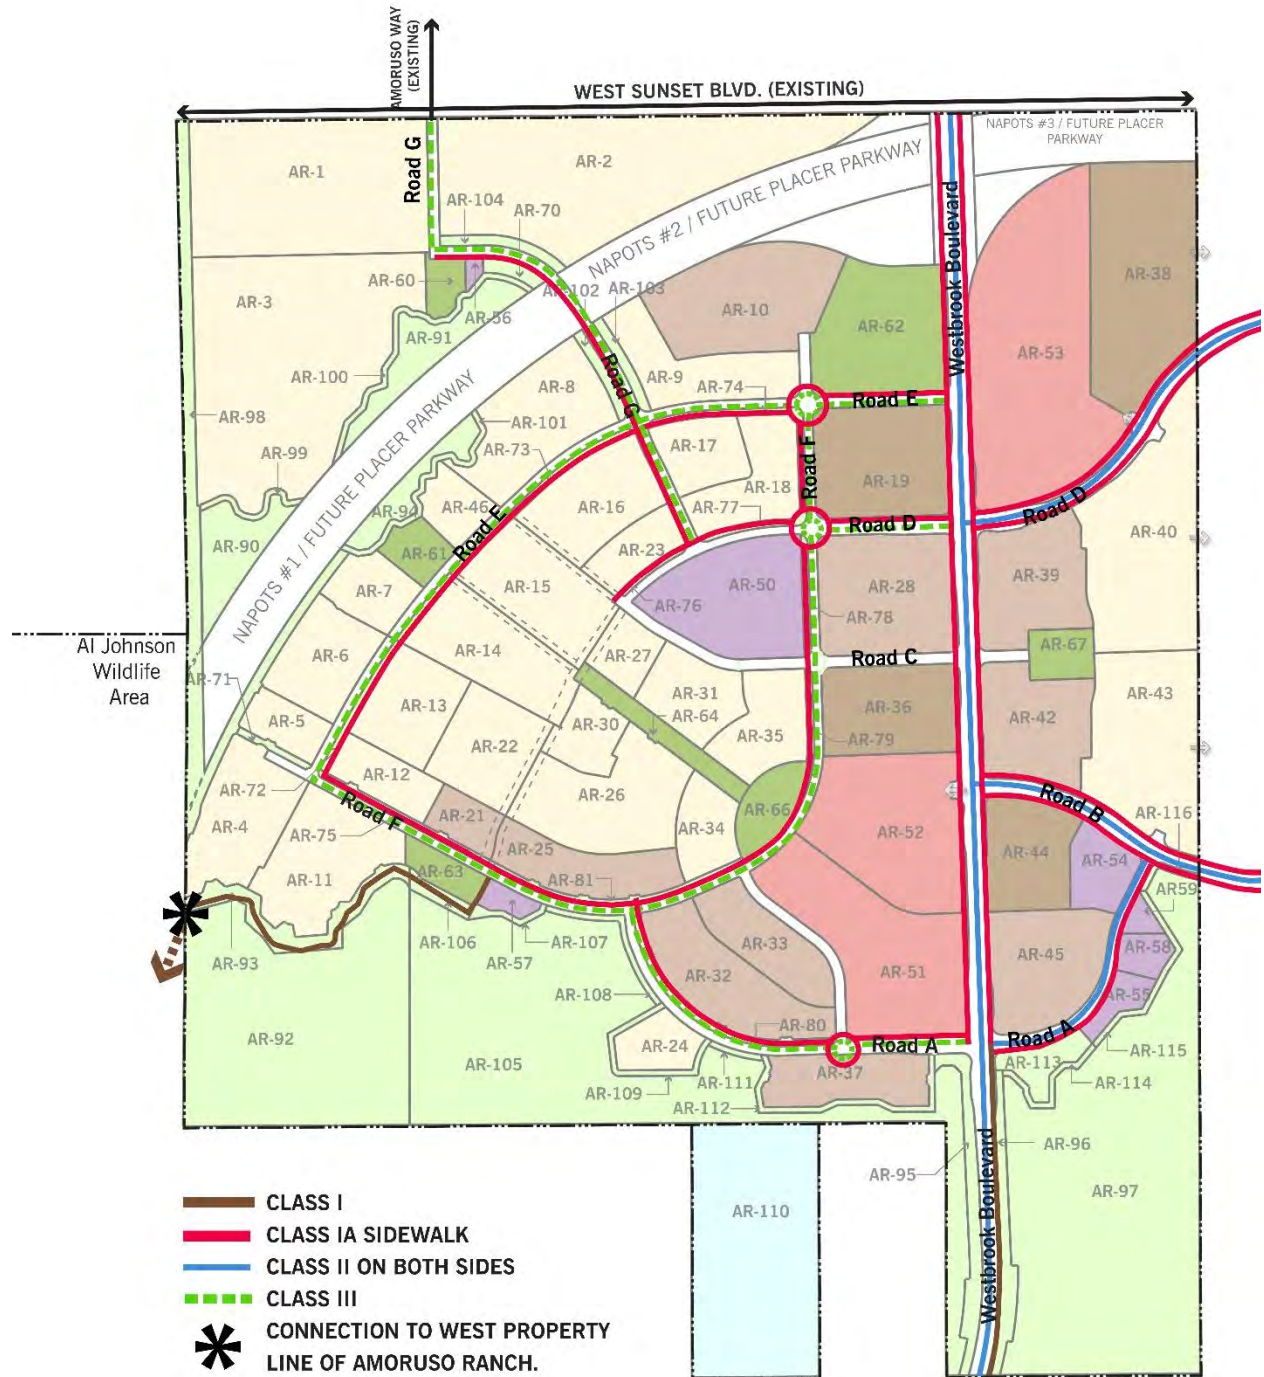 AMORUSO WAY
(EXISTING)
WEST SUNSET BLVD. (EXISTING)
NAPOTS #3 / FUTURE PLACER
PARKWAY
Road G
AR-1
AR-2
AR-104
AR-70
NAPOTS #2 / FUTURE PLACER PARKWAY
Westbrook Boulevard
AR-60
AR-56
AR-102
AR-103
AR-3
AR-10
AR-62
AR-38
AR-91
AR-53
AR-100
AR-98
AR-8
AR-9
AR-74
Road G
Road E
AR-101
AR-73
AR-17
AR-99
NAPOTS #1 / FUTURE PLACER PARKWAY
AR-46
AR-16
AR-18
Road F
AR-19
AR-94
AR-77
Road D
Road D
AR-90
Road E
AR-61
AR-23
AR-40
AR-7
AR-15
AR-50
AR-28
AR-39
AR-76
AR-78
Al Johnson
Wildlife
Area
AR-6
AR-14
AR-27
Road C
AR-67
AR-71
AR-31
AR-43
AR-5
AR-13
AR-64
AR-36
AR-42
AR-30
AR-35
AR-79
AR-22
AR-12
AR-72
AR-26
Road B
AR-116
AR-4
Road F
AR-21
AR-66
AR-75
AR-34
AR-52
AR-44
AR-54
AR-25
AR-11
AR-63
AR-81
AR59
AR-93
AR-106
AR-107
AR-57
AR-33
AR-58
AR-45
AR-32
AR-51
AR-55
AR-108
AR-80
Road A
Road A
AR-92
AR-24
AR-105
AR-37
AR-113
AR-115
AR-114
AR-109
AR-111
AR-112
AR-96
AR-95
AR-97
AR-110
Westbrook Boulevard
CLASS I
CLASS IA SIDEWALK
CLASS II ON BOTH SIDES
CLASS III
CONNECTION TO WEST PROPERTY
LINE OF AMORUSO RANCH.